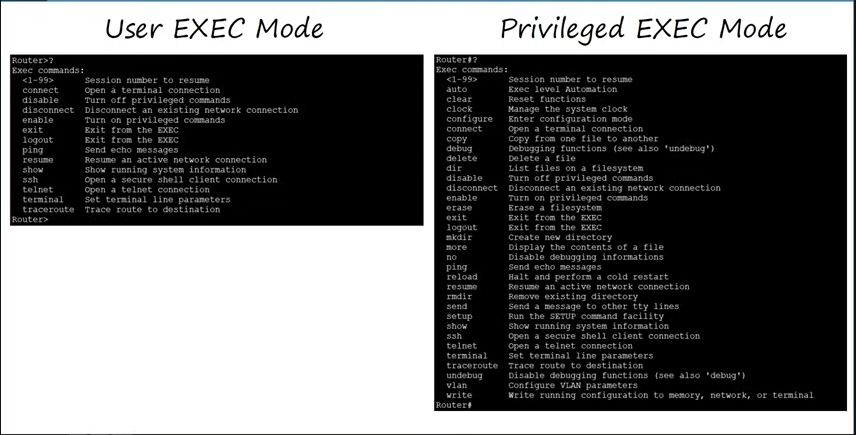 User EXEC Mode
Router>?
Exec commands:
<1-99> Session number to resume
connect Open a terminal connection
disable Turn off privileged commands
disconnect Disconnect an existing network connection
enable Turn on privileged commands
exit Exit from the EXEC
logout Exit from the EXEC
ping Send echo messages
resume Resume an active network connection
show Show running system information
ssh Open a secure shell client connection
telnet Open a telnet connection
terminal Set terminal line parameters
traceroute Trace route to destination
Router>
Privileged EXEC Mode
Router#?
Exec commands:
<1-99> Session number to resume
auto Exec level Automation
clear Reset functions
clock Manage the system clock
configure Enter configuration mode
connect Open a terminal connection
copy Copy from one file to another
debug Debugging functions (see also 'undebug')
delete Delete a file
dir List files on a filesystem
disable Turn off privileged commands
disconnect Disconnect an existing network connection
enable Turn on privileged commands
erase Erase a filesystem
exit Exit from the EXEC
logout Exit from the EXEC
mkdir Create new directory
more Display the contents of a file
no Disable debugging informations
ping Send echo messages
reload Halt and perform a cold restart
resume Resume an active network connection
rmdir Remove existing directory
send Send a message to other tty lines
setup Run the SETUP command facility
show Show running system information
ssh Open a secure shell client connection
telnet Open a telnet connection
terminal Set terminal line parameters
traceroute Trace route to destination
undebug Disable debugging functions (see also 'debug')
vlan Configure VLAN parameters
write Write running configuration to memory, network, or terminal
Router#